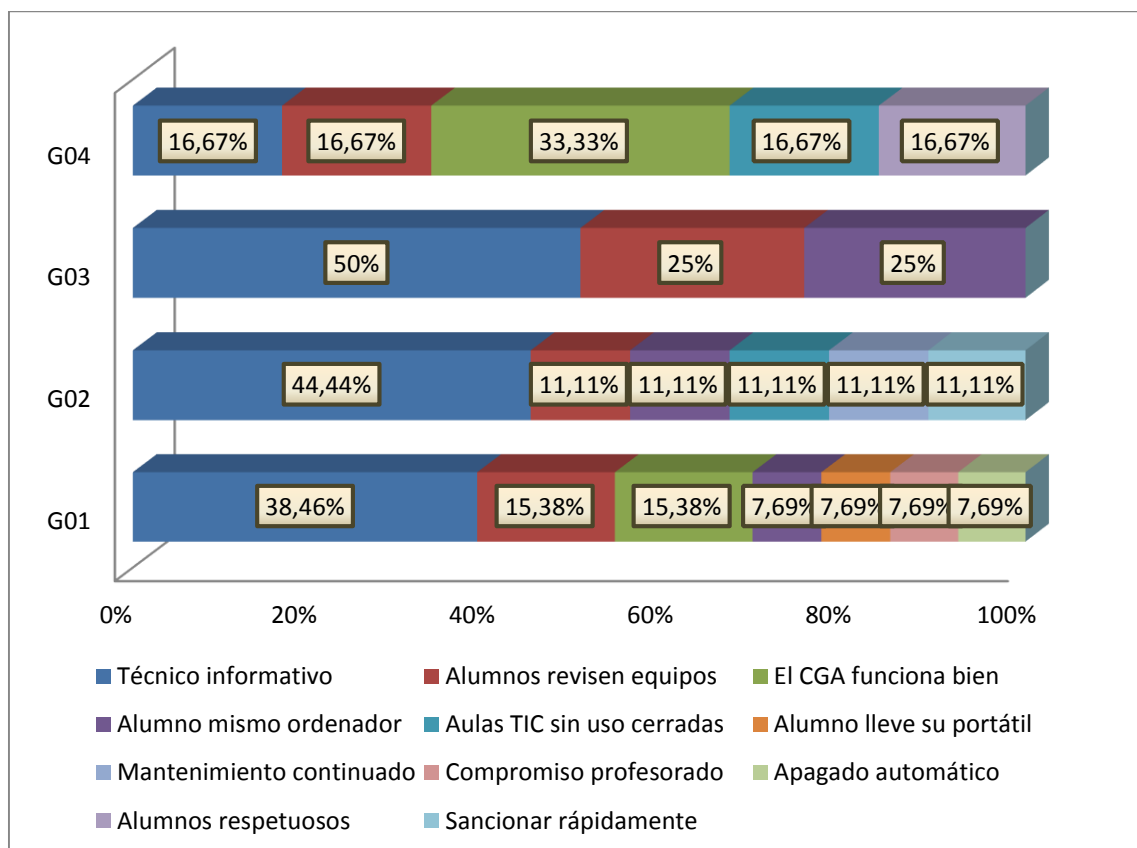 G04
16,67% 16,67% 33,33% 16,67% 16,67%
G03
50% 25% 25%
G02
44,44% 11,11% 11,11% 11,11% 11,11% 11,11%
G01
38,46% 15,38% 15,38% 7,69% 7,69% 7,69% 7,69%
0% 20% 40% 60% 80% 100%
Técnico informativo Alumnos revisen equipos El CGA funciona bien
Alumno mismo ordenador Aulas TIC sin uso cerradas Alumno lleve su portátil
Mantenimiento continuado Compromiso profesorado Apagado automático
Alumnos respetuosos Sancionar rápidamente